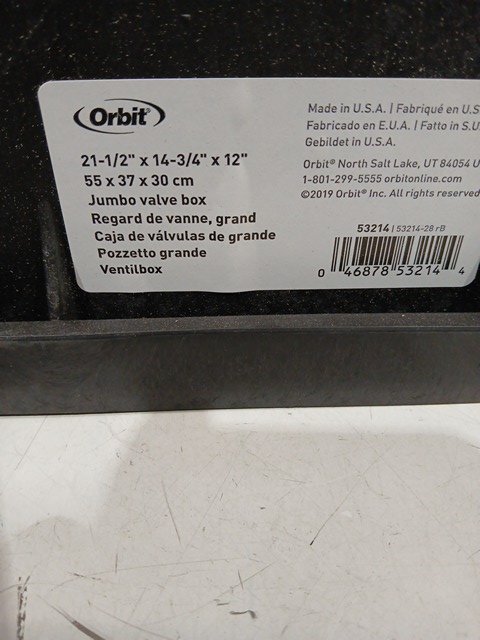 Orbit®
21-1/2" x 14-3/4" x 12"
55 x 37 x 30 cm
Jumbo valve box
Regard de vanne, grand
Caja de válvulas de grande
Pozzetto grande
Ventilbox
Made in U.S.A. | Fabriqué en U.S
Fabricado en E.U.A. | Fatto in S.U
Gebildet in U.S.A.
Orbit® North Salt Lake, UT 84054 U
1-801-299-5555 orbitonline.com
©2019 Orbit® Inc. All rights reserved
53214 | 53214-28 rB
0 46878 53214 4